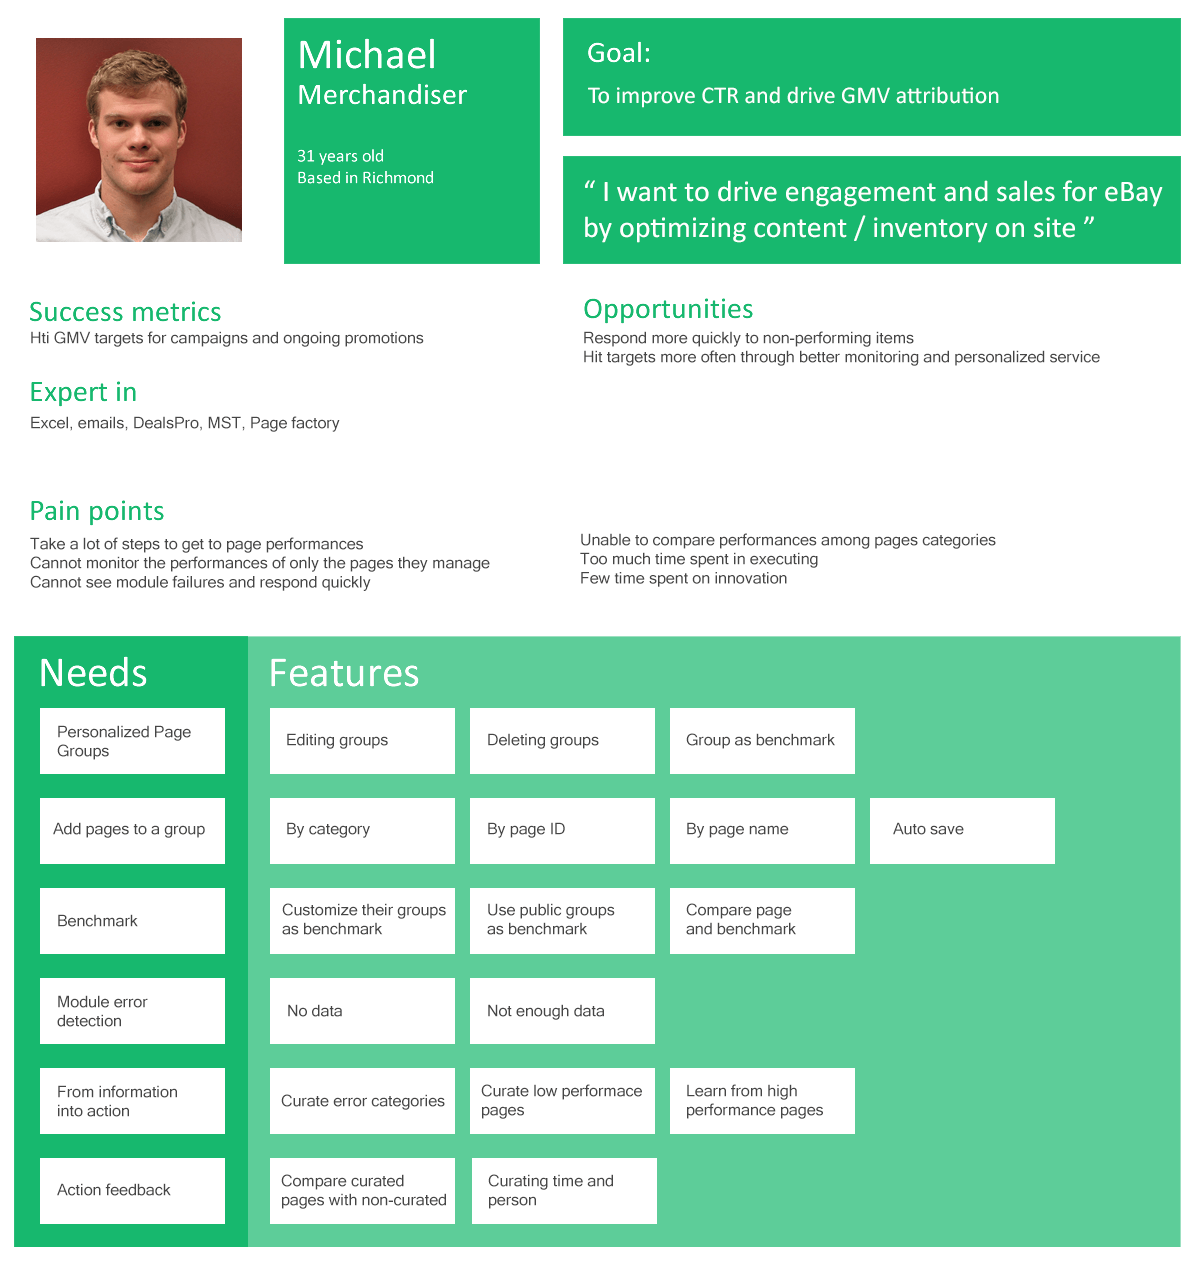 Michael
Merchandiser
31 years old
Based in Richmond
Goal:
To improve CTR and drive GMV attribution
“ I want to drive engagement and sales for eBay
by optimizing content / inventory on site ”
Success metrics
Hti GMV targets for campaigns and ongoing promotions
Expert in
Excel, emails, DealsPro, MST, Page factory
Opportunities
Respond more quickly to non-performing items
Hit targets more often through better monitoring and personalized service
Pain points
Take a lot of steps to get to page performances
Cannot monitor the performances of only the pages they manage
Cannot see module failures and respond quickly
Unable to compare performances among pages categories
Too much time spent in executing
Few time spent on innovation
Needs
Features
Personalized Page
Groups
Editing groups
Deleting groups
Group as benchmark
Add pages to a group
By category
By page ID
By page name
Auto save
Benchmark
Customize their groups
as benchmark
Use public groups
as benchmark
Compare page
and benchmark
Module error
detection
No data
Not enough data
From information
into action
Curate error categories
Curate low performace
pages
Learn from high
performance pages
Action feedback
Compare curated
pages with non-curated
Curating time and
person